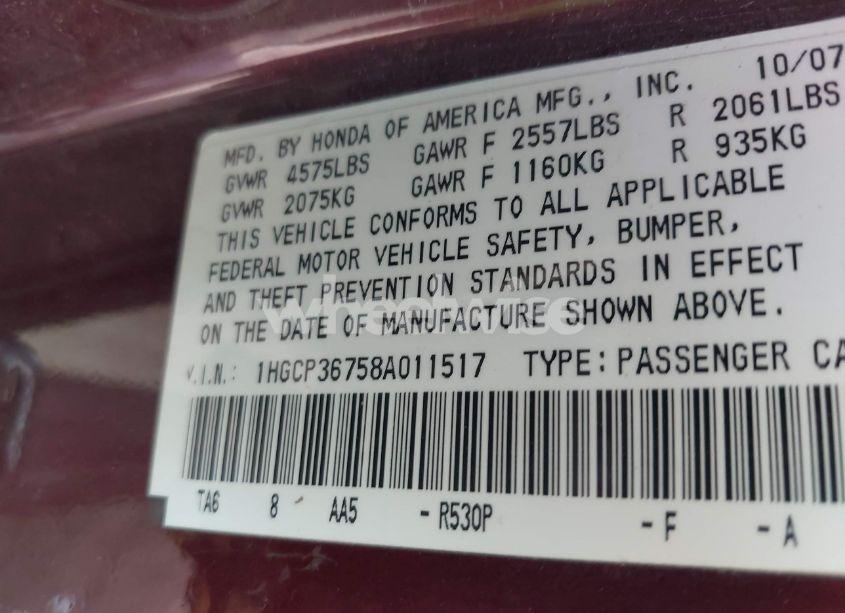 MFD. BY HONDA OF AMERICA MFG., INC. 10/07
GVWR 4575LBS GAWR F 2557LBS R 2061LBS
GVWR 2075KG GAWR F 1160KG R 935KG
THIS VEHICLE CONFORMS TO ALL APPLICABLE
FEDERAL MOTOR VEHICLE SAFETY, BUMPER,
AND THEFT PREVENTION STANDARDS IN EFFECT
ON THE DATE OF MANUFACTURE SHOWN ABOVE.
V.I.N.: 1HGCP36758A011517 TYPE: PASSENGER CA
TA6 8 AA5 - R530P - F - A
wheelwise